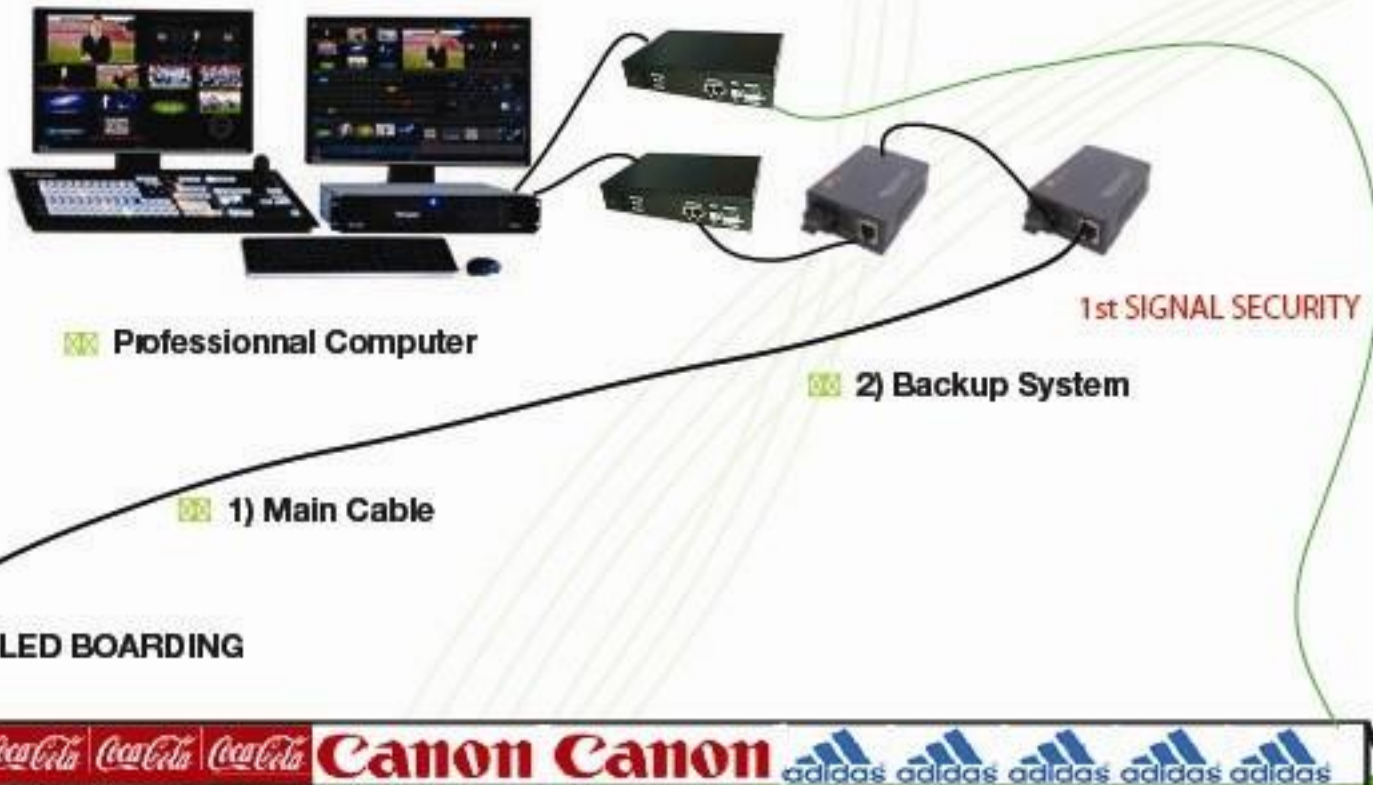 1st SIGNAL SECURITY
Professionnal Computer
2) Backup System
1) Main Cable
LED BOARDING
Coca-Cola Coca-Cola Coca-Cola Canon Canon adidas adidas adidas adidas adidas